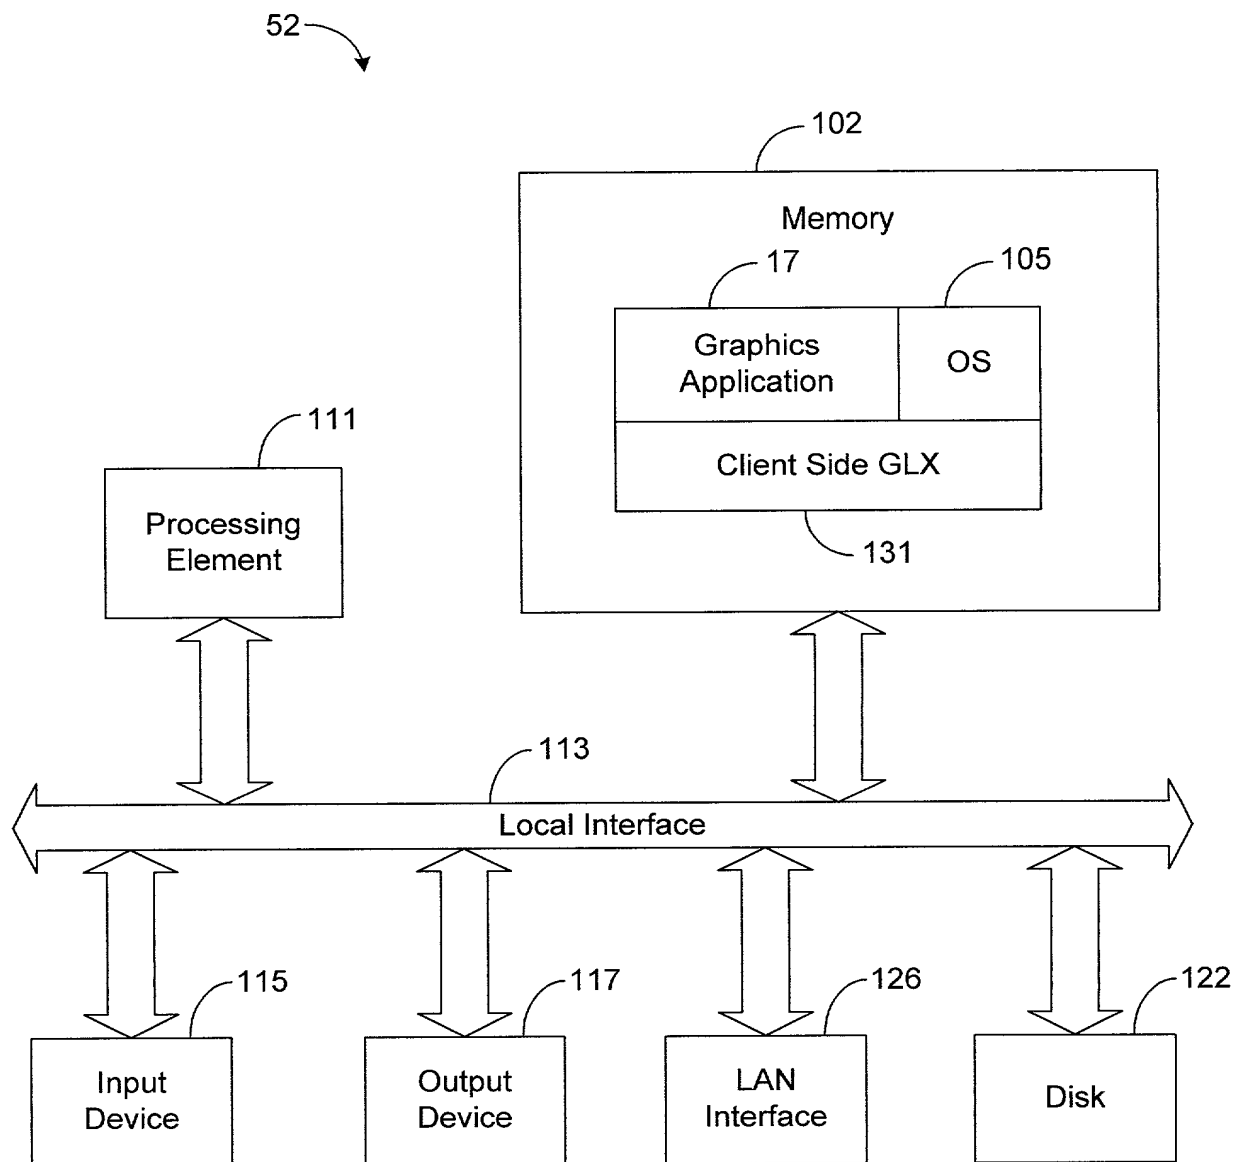 52
102
Memory
17
105
Graphics
Application
OS
111
Client Side GLX
Processing
Element
131
113
Local Interface
115
117
126
122
Input
Device
Output
Device
LAN
Interface
Disk